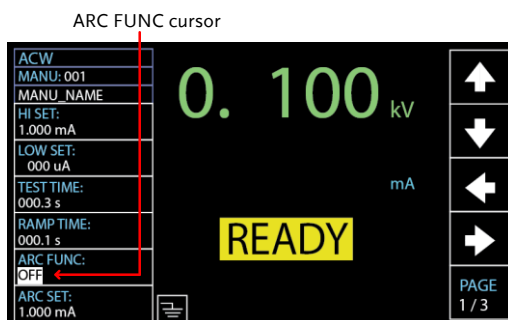 ARC FUNC cursor
ACW
MANU: 001
MANU_NAME
HI SET:
1.000 mA
LOW SET:
000 uA
TEST TIME:
000.3 s
RAMP TIME:
000.1 s
ARC FUNC:
OFF
ARC SET:
1.000 mA
0. 100 kV
mA
READY
PAGE
1 / 3